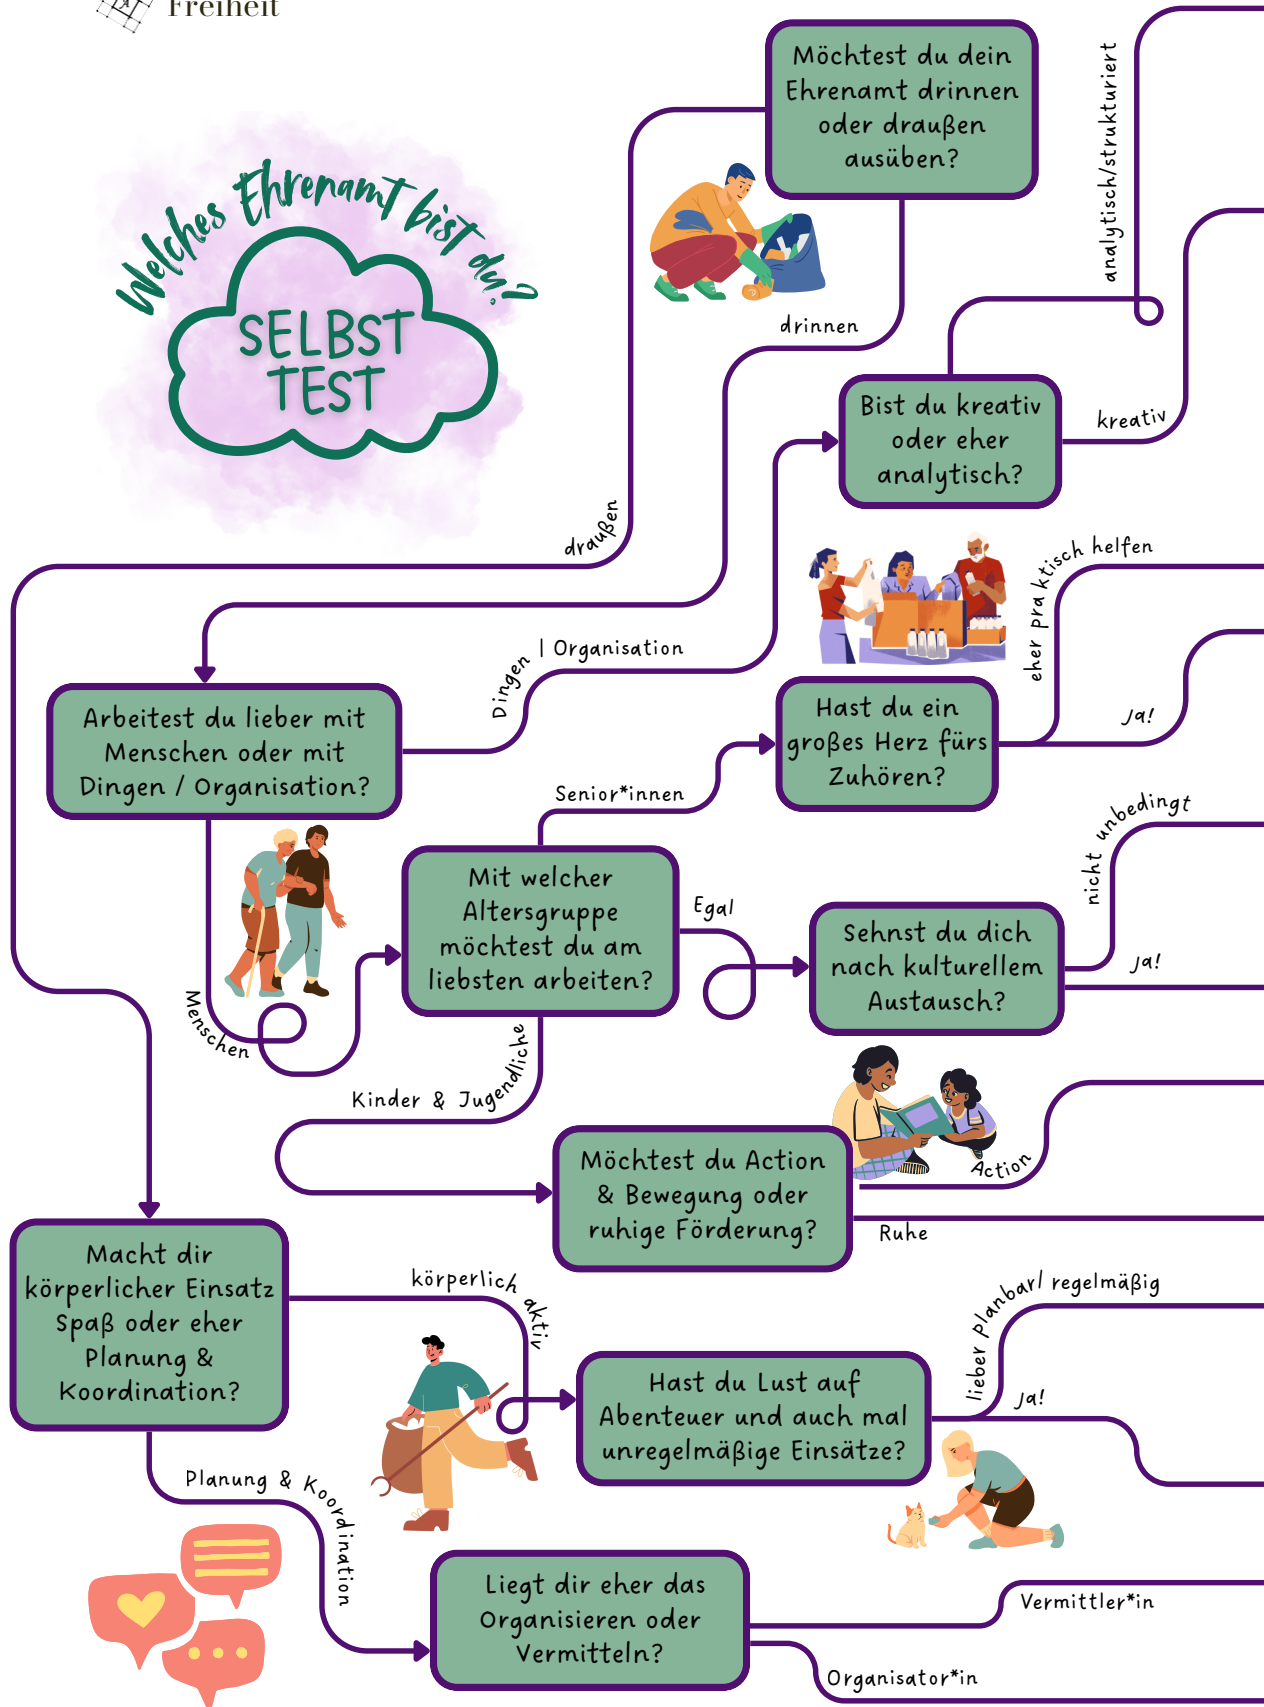 Freiheit
Welches Ehrenamt bist du?
SELBST
TEST
Möchtest du dein
Ehrenamt drinnen
oder draußen
ausüben?
analytisch/strukturiert
drinnen
draußen
Bist du kreativ
oder eher
analytisch?
kreativ
eher praktisch helfen
Dingen | Organisation
Arbeitest du lieber mit
Menschen oder mit
Dingen / Organisation?
Hast du ein
großes Herz fürs
Zuhören?
Ja!
Senior*innen
Mit welcher
Altersgruppe
möchtest du am
liebsten arbeiten?
Egal
nicht unbedingt
Sehnst du dich
nach kulturellem
Austausch?
Ja!
Menschen
Kinder & Jugendliche
Möchtest du Action
& Bewegung oder
ruhige Förderung?
Action
Ruhe
Macht dir
körperlicher Einsatz
Spaß oder eher
Planung &
Koordination?
körperlich aktiv
lieber planbar/ regelmäßig
Hast du Lust auf
Abenteuer und auch mal
unregelmäßige Einsätze?
Ja!
Planung & Koordination
Liegt dir eher das
Organisieren oder
Vermitteln?
Vermittler*in
Organisator*in